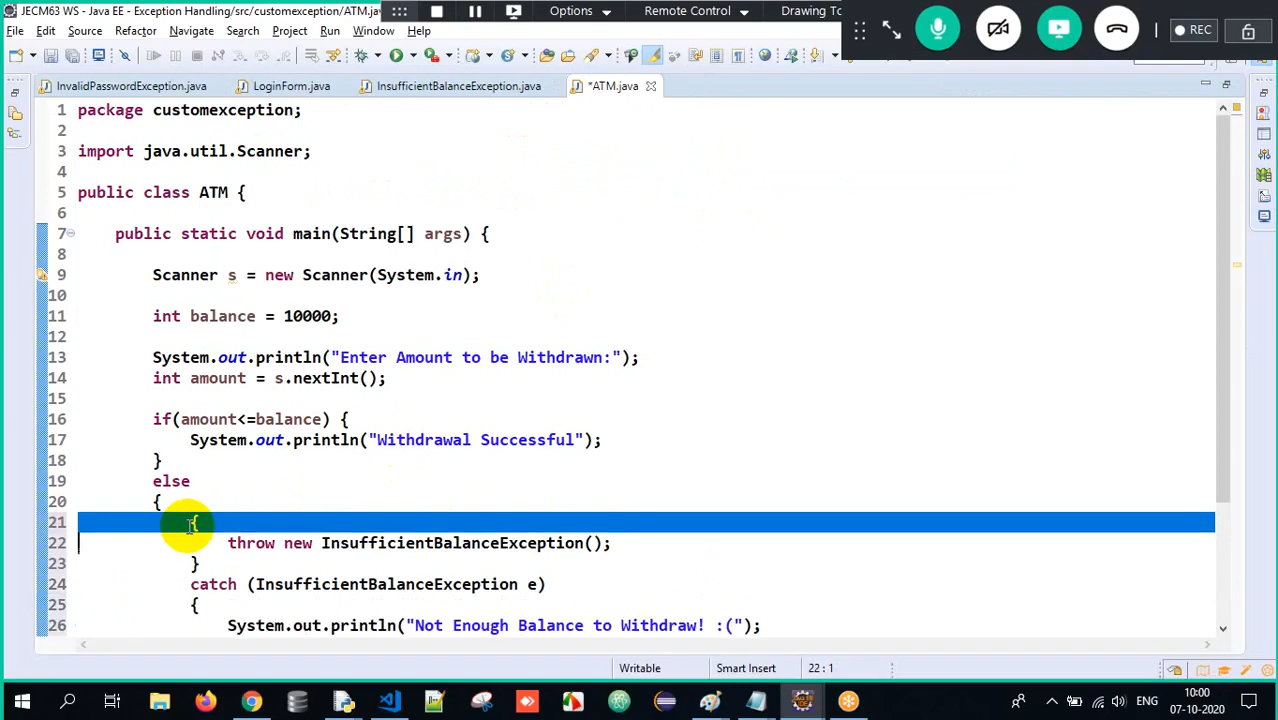 JECM63 WS - Java EE - Exception Handling/src/customexception/ATM.jav
Options
Remote Control
Drawing To
REC
File Edit Source Refactor Navigate Search Project Run Window Help
InvalidPasswordException.java LoginForm.java InsufficientBalanceException.java *ATM.java
1 package customexception;
2
3 import java.util.Scanner;
4
5 public class ATM {
6
7 public static void main(String[] args) {
8
9 Scanner s = new Scanner(System.in);
10
11 int balance = 10000;
12
13 System.out.println("Enter Amount to be Withdrawn:");
14 int amount = s.nextInt();
15
16 if(amount<=balance) {
17 System.out.println("Withdrawal Successful");
18 }
19 else
20 {
21 {
22 throw new InsufficientBalanceException();
23 }
24 catch (InsufficientBalanceException e)
25 {
26 System.out.println("Not Enough Balance to Withdraw! :(");
Writable Smart Insert 22 : 1
ENG
10:00
07-10-2020